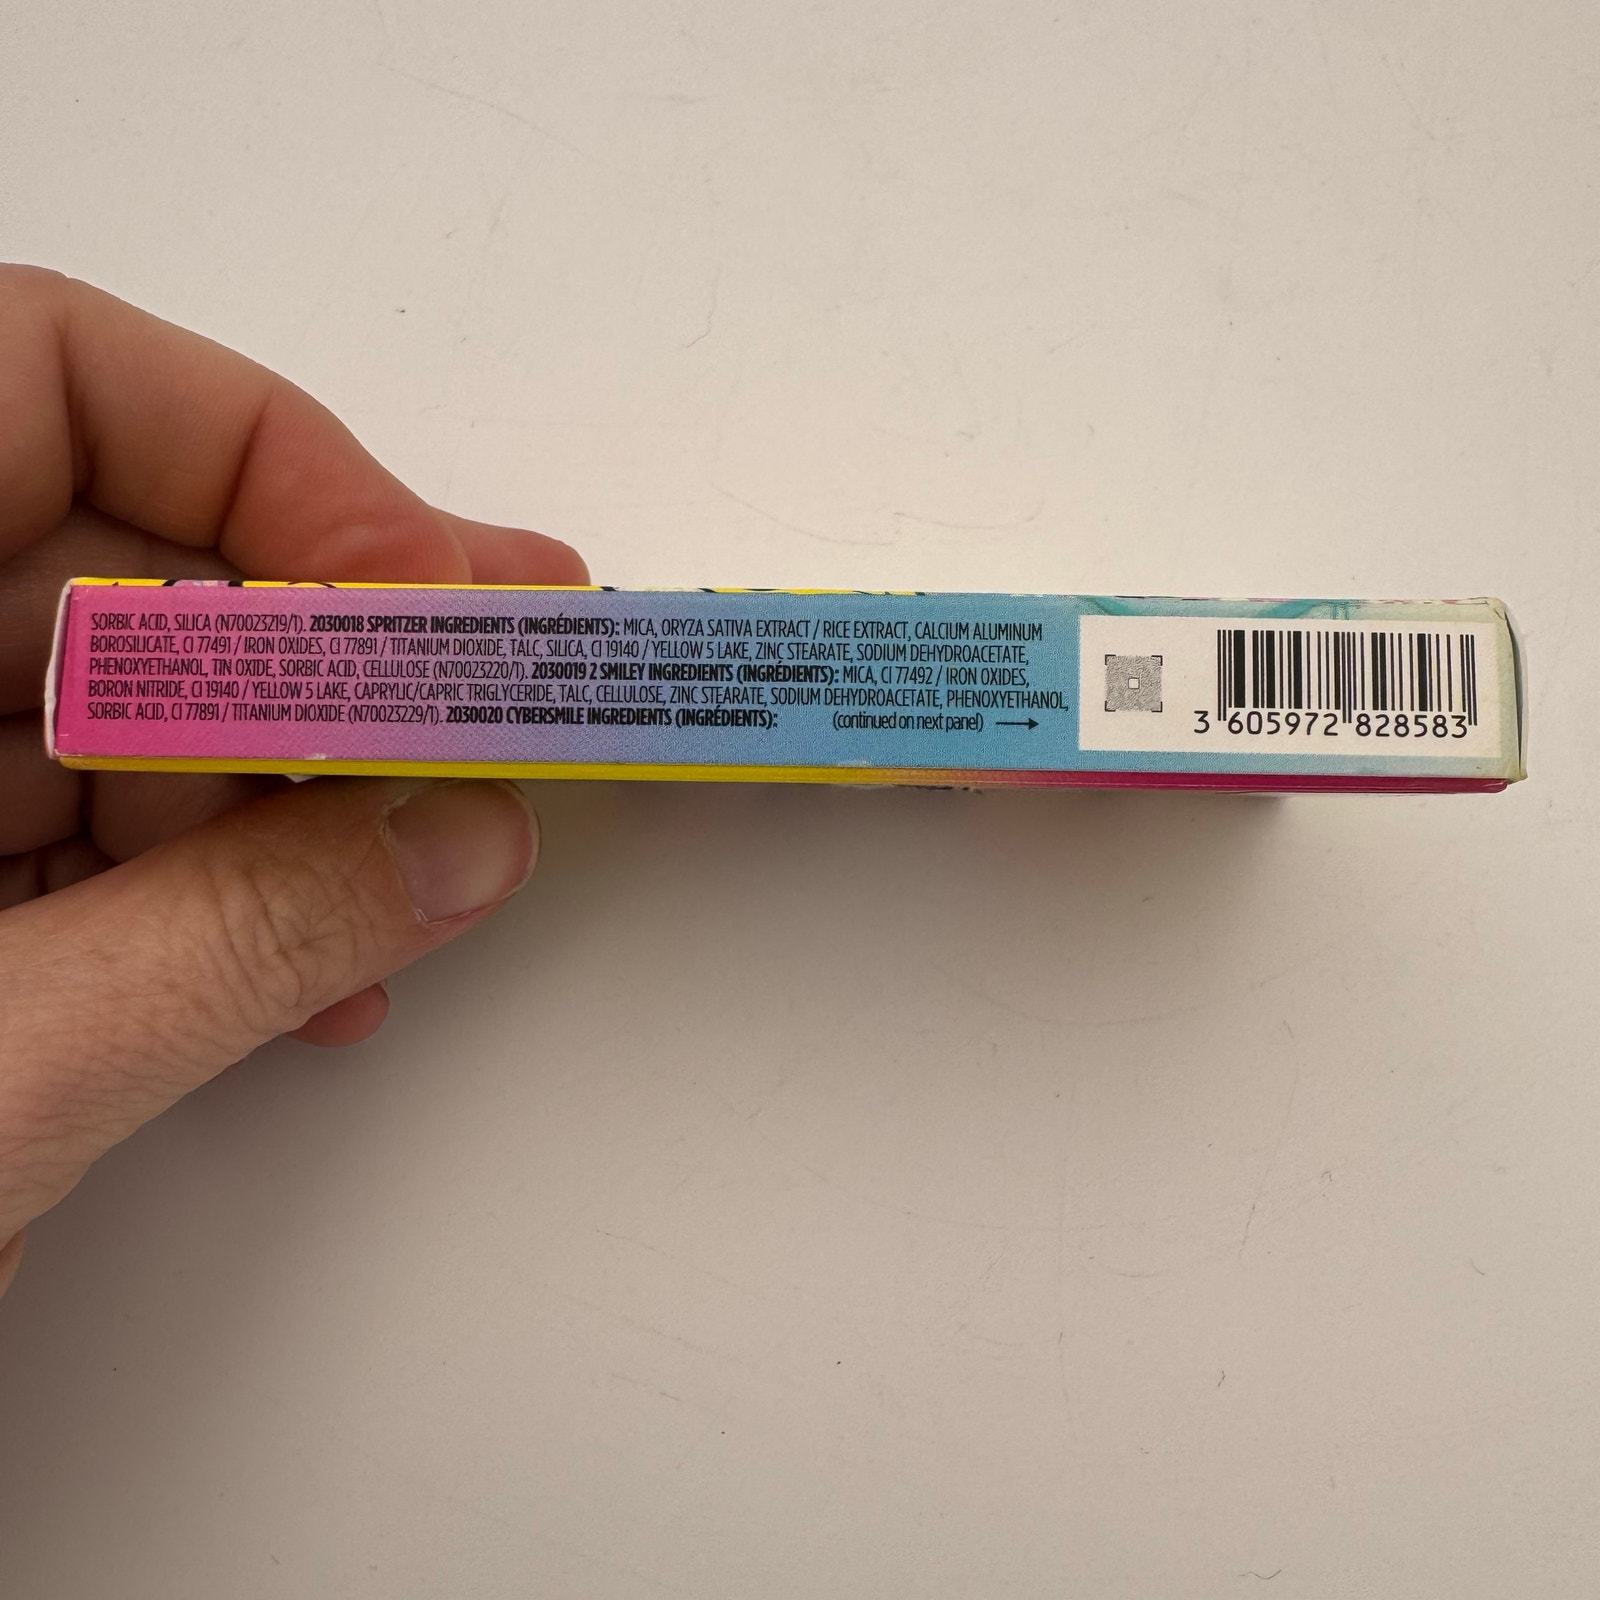 SORBIC ACID, SILICA (N70023219/1). 2030018 SPRITZER INGREDIENTS (INGRÉDIENTS): MICA, ORYZA SATIVA EXTRACT / RICE EXTRACT, CALCIUM ALUMINUM
BOROSILICATE, CI 77491 / IRON OXIDES, CI 77891 / TITANIUM DIOXIDE, TALC, SILICA, CI 19140 / YELLOW 5 LAKE, ZINC STEARATE, SODIUM DEHYDROACETATE,
PHENOXYETHANOL, TIN OXIDE, SORBIC ACID, CELLULOSE (N70023220/1). 2030019 2 SMILEY INGREDIENTS (INGRÉDIENTS): MICA, CI 77492 / IRON OXIDES,
BORON NITRIDE, CI 19140 / YELLOW 5 LAKE, CAPRYLIC/CAPRIC TRIGLYCERIDE, TALC, CELLULOSE, ZINC STEARATE, SODIUM DEHYDROACETATE, PHENOXYETHANOL,
SORBIC ACID, CI 77891 / TITANIUM DIOXIDE (N70023229/1). 2030020 CYBERSMILE INGREDIENTS (INGRÉDIENTS): (continued on next panel) →
3 605972 828583